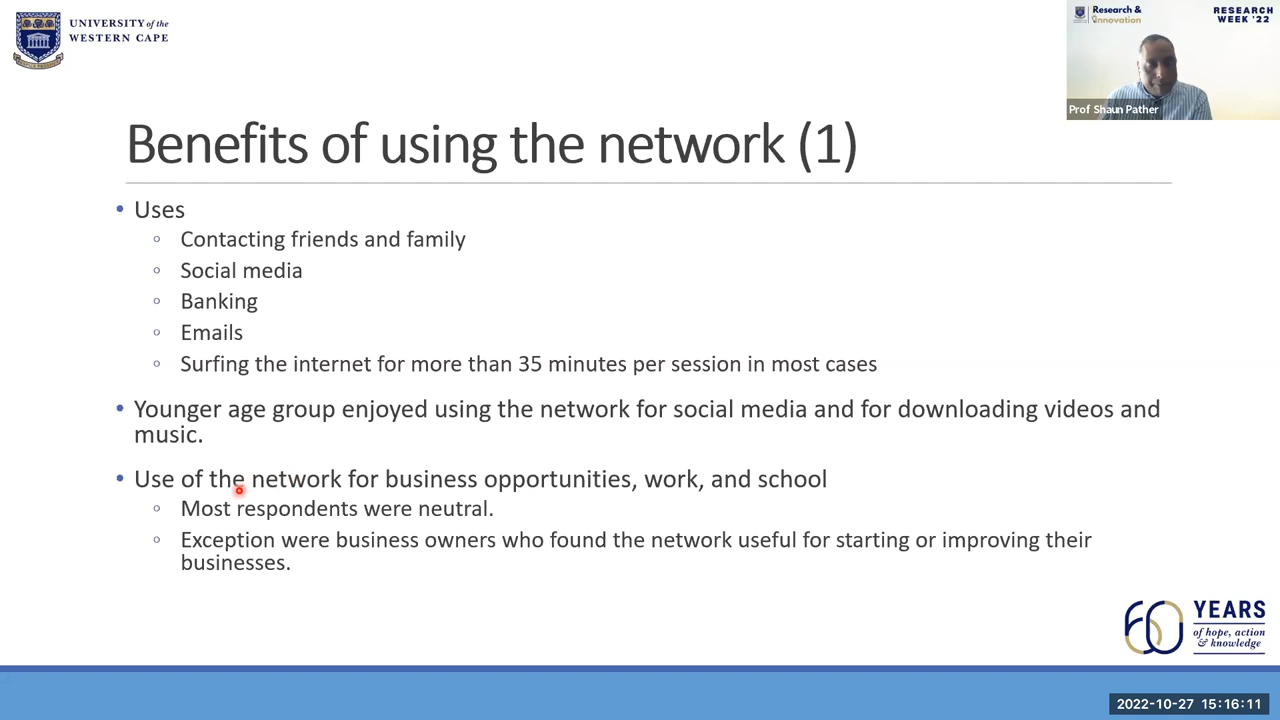 UNIVERSITY of the
WESTERN CAPE
Research &
Innovation
RESEARCH
WEEK '22
Prof Shaun Pather
Benefits of using the network (1)
• Uses
◦ Contacting friends and family
◦ Social media
◦ Banking
◦ Emails
◦ Surfing the internet for more than 35 minutes per session in most cases
• Younger age group enjoyed using the network for social media and for downloading videos and
music.
• Use of the network for business opportunities, work, and school
◦ Most respondents were neutral.
◦ Exception were business owners who found the network useful for starting or improving their
businesses.
60 YEARS
of hope, action
& knowledge
2022-10-27 15:16:11